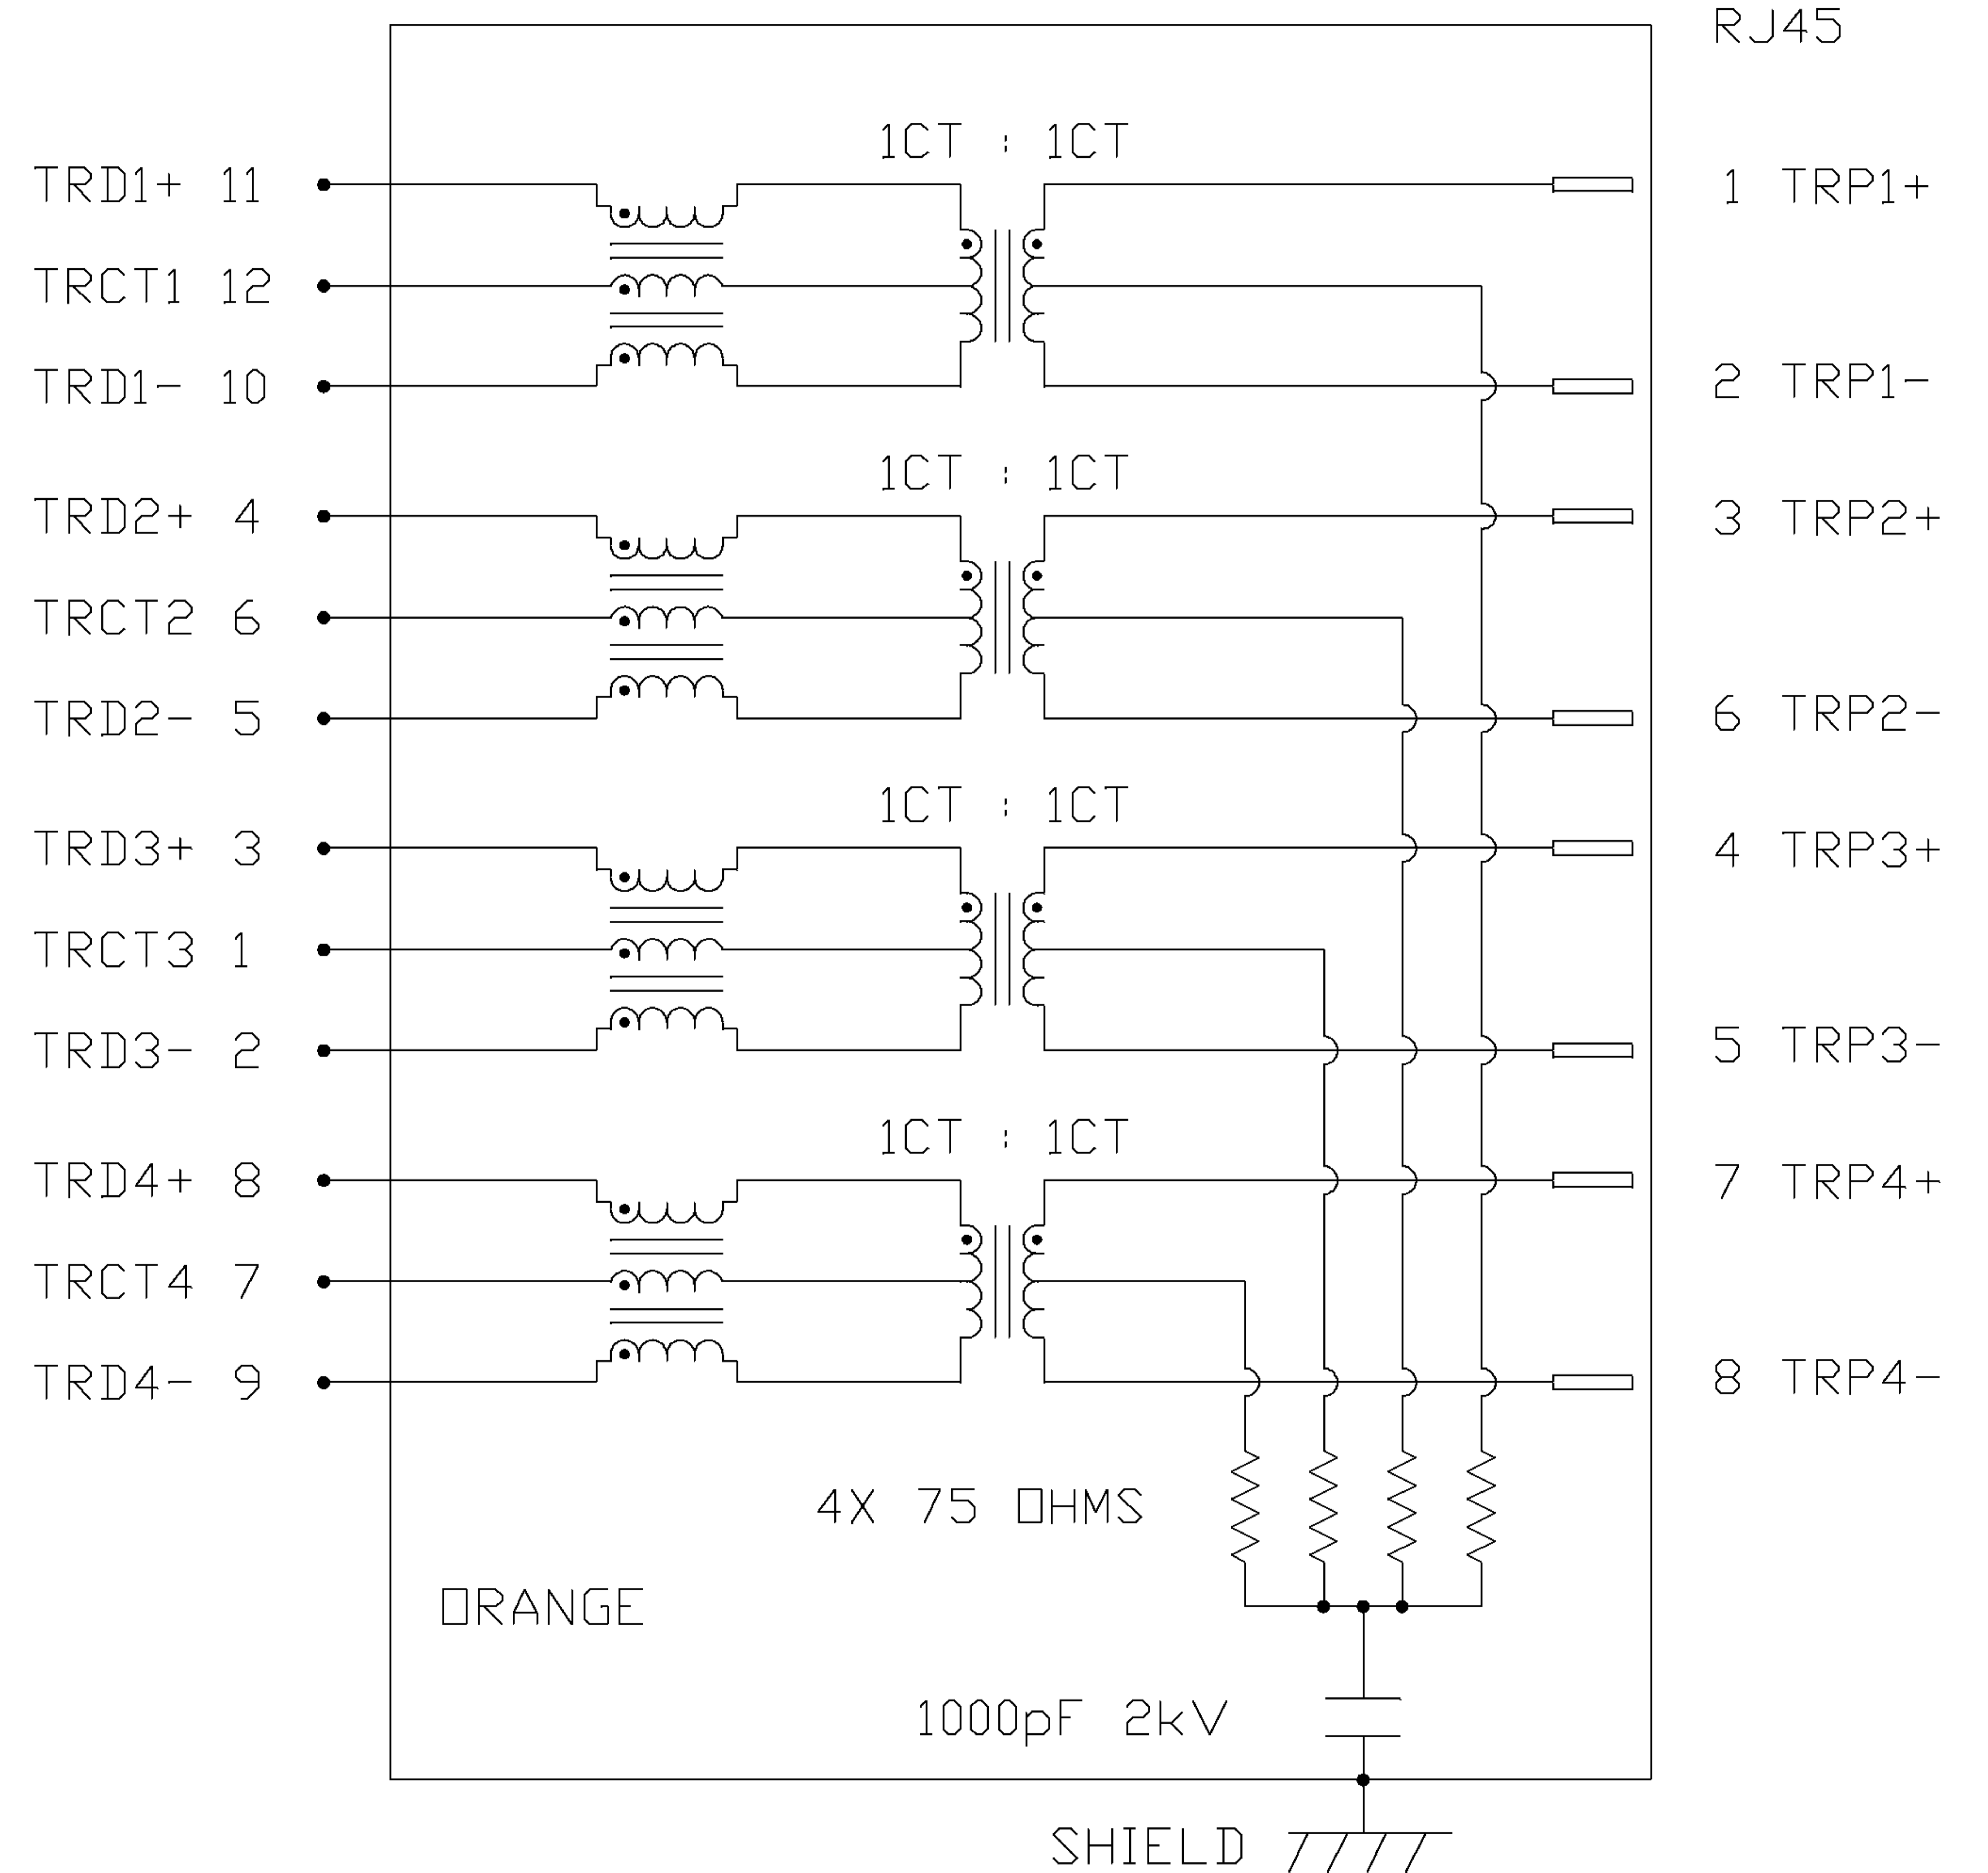 RJ45
1CT : 1CT
TRD1+ 11
1 TRP1+
TRCT1 12
TRD1- 10
2 TRP1-
1CT : 1CT
TRD2+ 4
3 TRP2+
TRCT2 6
TRD2- 5
6 TRP2-
1CT : 1CT
TRD3+ 3
4 TRP3+
TRCT3 1
TRD3- 2
5 TRP3-
1CT : 1CT
TRD4+ 8
7 TRP4+
TRCT4 7
TRD4- 9
8 TRP4-
4X 75 OHMS
ORANGE
1000pF 2kV
SHIELD